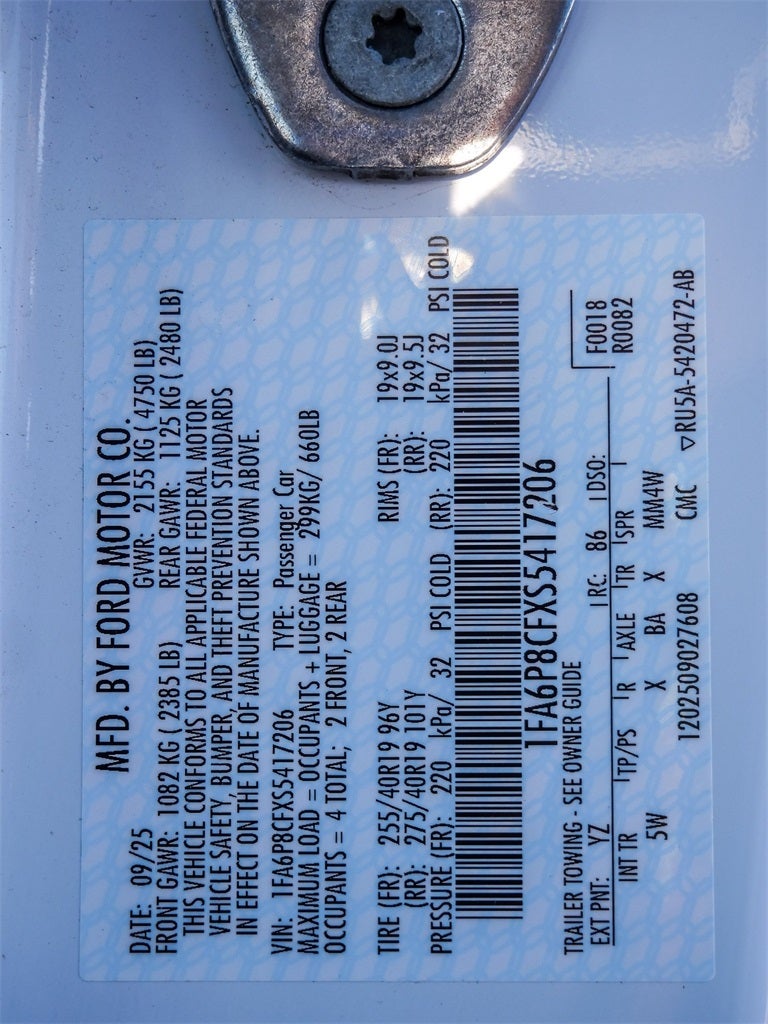 MFD. BY FORD MOTOR CO.
DATE: 09/25 GVWR: 2155 KG ( 4750 LB)
FRONT GAWR: 1082 KG ( 2385 LB) REAR GAWR: 1125 KG ( 2480 LB)
THIS VEHICLE CONFORMS TO ALL APPLICABLE FEDERAL MOTOR
VEHICLE SAFETY, BUMPER, AND THEFT PREVENTION STANDARDS
IN EFFECT ON THE DATE OF MANUFACTURE SHOWN ABOVE.
VIN: 1FA6P8CFXS5417206 TYPE: Passenger Car
MAXIMUM LOAD = OCCUPANTS + LUGGAGE = 299KG/ 660LB
OCCUPANTS = 4 TOTAL; 2 FRONT, 2 REAR
TIRE (FR): 255/40R19 96Y RIMS (FR): 19x9.0J
(RR): 275/40R19 101Y (RR): 19x9.5J
PRESSURE (FR): 220 kPa/ 32 PSI COLD (RR): 220 kPa/ 32 PSI COLD
1FA6P8CFXS5417206
TRAILER TOWING - SEE OWNER GUIDE
EXT PNT: YZ RC: 86 DSO: F0018
R0082
INT TR TP/PS R AXLE TR SPR
5W X BA X MM4W
1202509027608 CMC ▽RU5A-5420472-AB